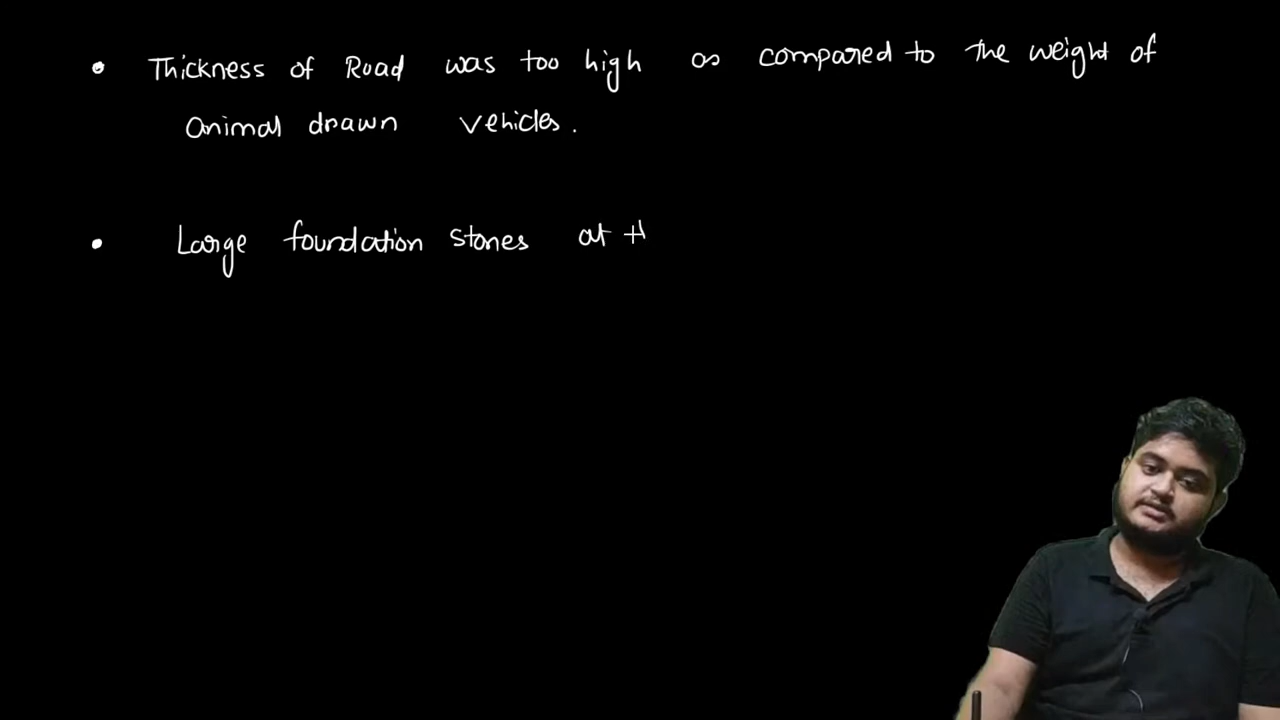 • Thickness of Road was too high as compared to the weight of
animal drawn vehicles.
• Large foundation stones at th